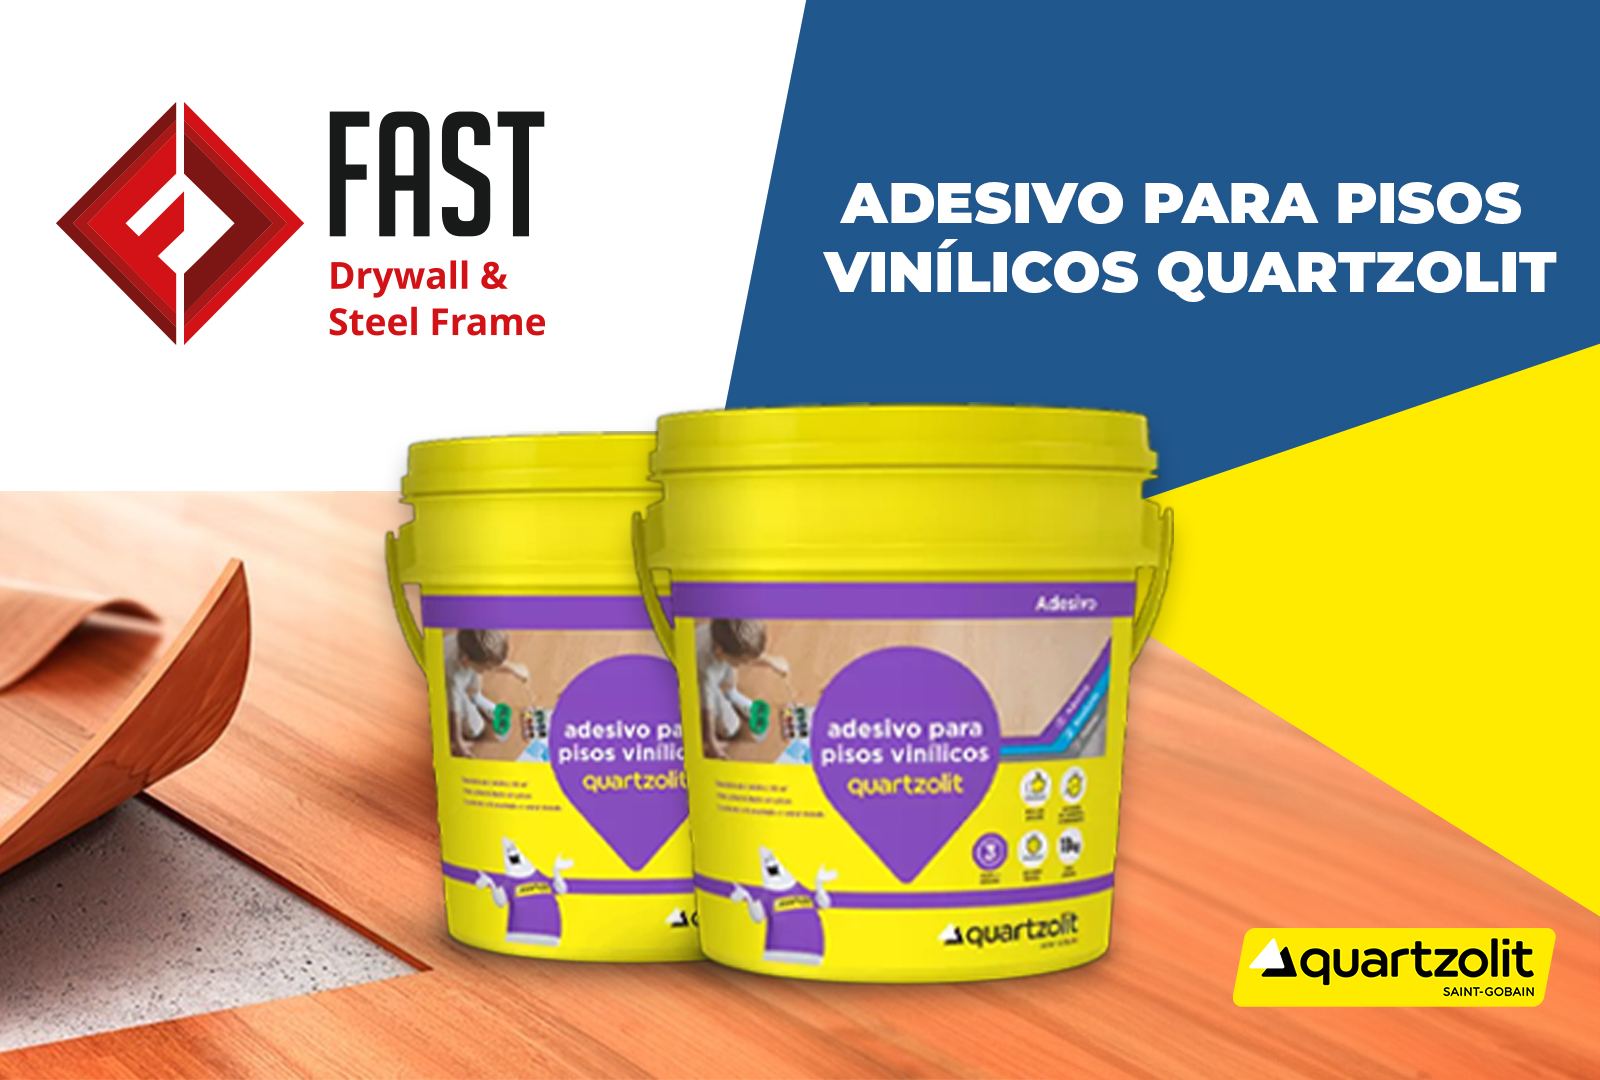 FAST
Drywall &
Steel Frame
ADESIVO PARA PISOS
VINÍLICOS QUARTZOLIT
Adesivo
adesivo pa
pisos vinílic
quartzolit
adesivo para
pisos vinílicos
quartzolit
3
quartzolit
quartzolit
SAINT-GOBAIN